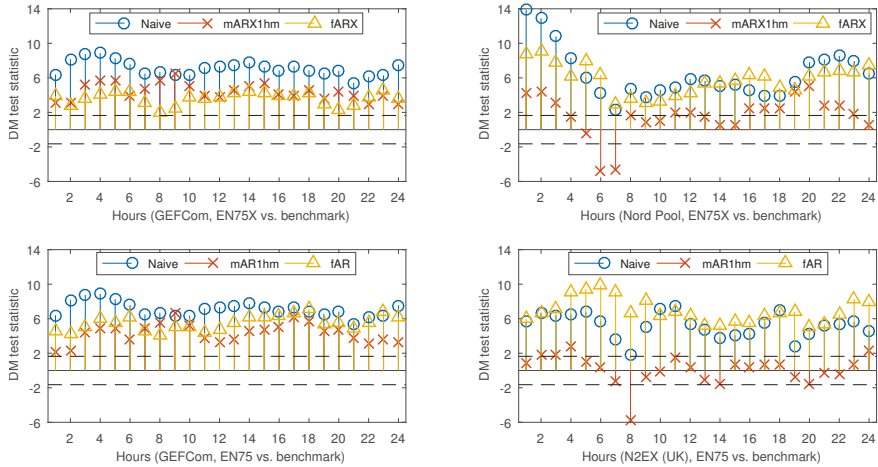 Naive mARX1hm fARX
DM test statistic
14
10
6
2
-2
-6
2 4 6 8 10 12 14 16 18 20 22 24
Hours (GEFCom, EN75X vs. benchmark)
Naive mARX1hm fARX
DM test statistic
14
10
6
2
-2
-6
2 4 6 8 10 12 14 16 18 20 22 24
Hours (Nord Pool, EN75X vs. benchmark)
Naive mAR1hm fAR
DM test statistic
14
10
6
2
-2
-6
2 4 6 8 10 12 14 16 18 20 22 24
Hours (GEFCom, EN75 vs. benchmark)
Naive mAR1hm fAR
DM test statistic
14
10
6
2
-2
-6
2 4 6 8 10 12 14 16 18 20 22 24
Hours (N2EX (UK), EN75 vs. benchmark)